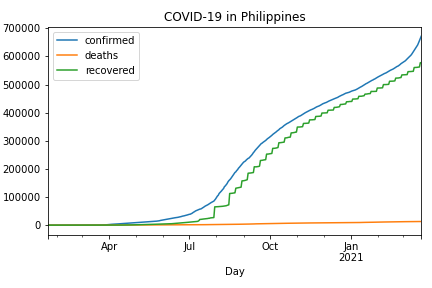 COVID-19 in Philippines
confirmed
deaths
recovered
700000
600000
500000
400000
300000
200000
100000
0
Apr Jul Oct Jan
2021
Day